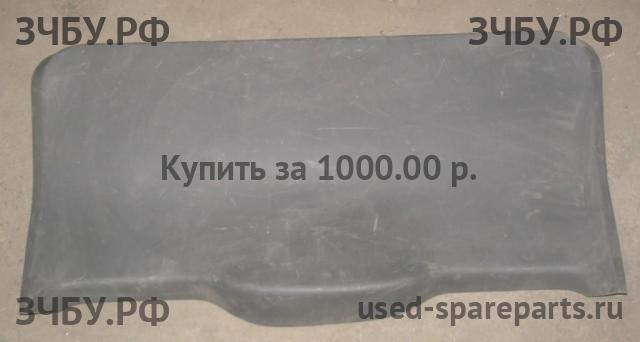 ЗЧБУ.РФ ЗЧБУ.РФ
Купить за 1000.00 р.
ЗЧБУ.РФ used-spareparts.ru